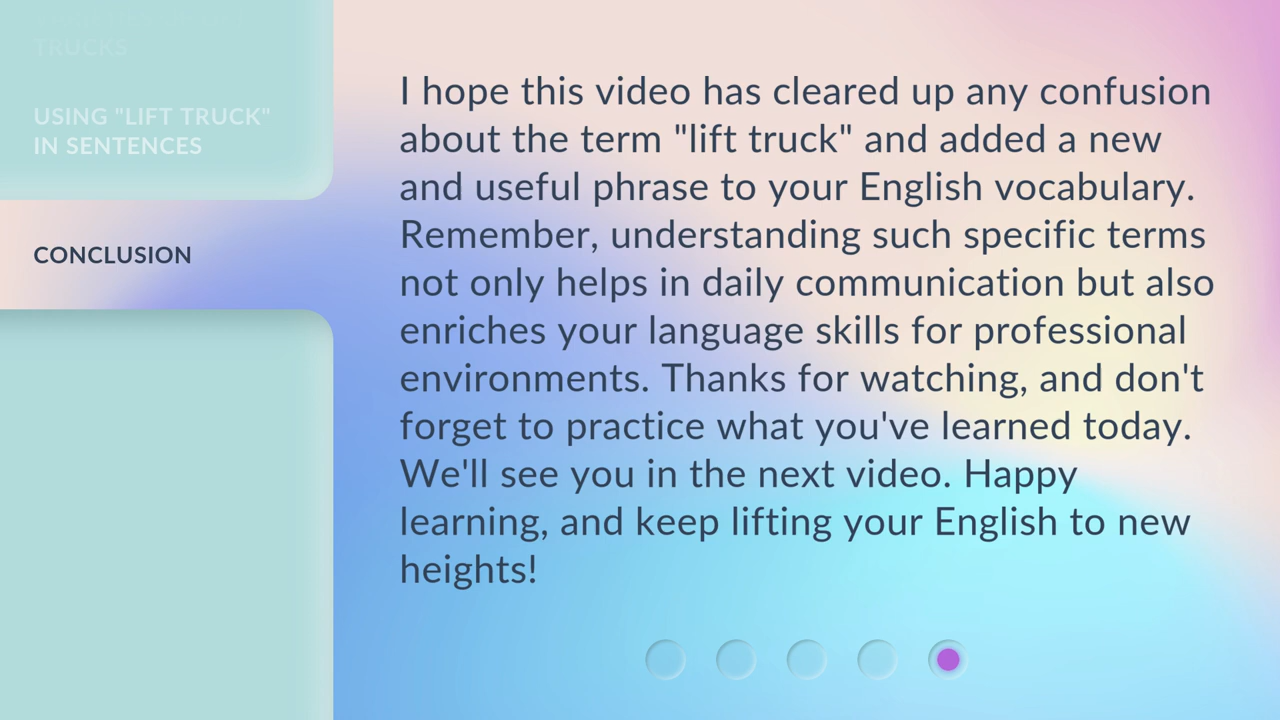 TRUCKS
USING "LIFT TRUCK"
IN SENTENCES
CONCLUSION
I hope this video has cleared up any confusion
about the term "lift truck" and added a new
and useful phrase to your English vocabulary.
Remember, understanding such specific terms
not only helps in daily communication but also
enriches your language skills for professional
environments. Thanks for watching, and don't
forget to practice what you've learned today.
We'll see you in the next video. Happy
learning, and keep lifting your English to new
heights!